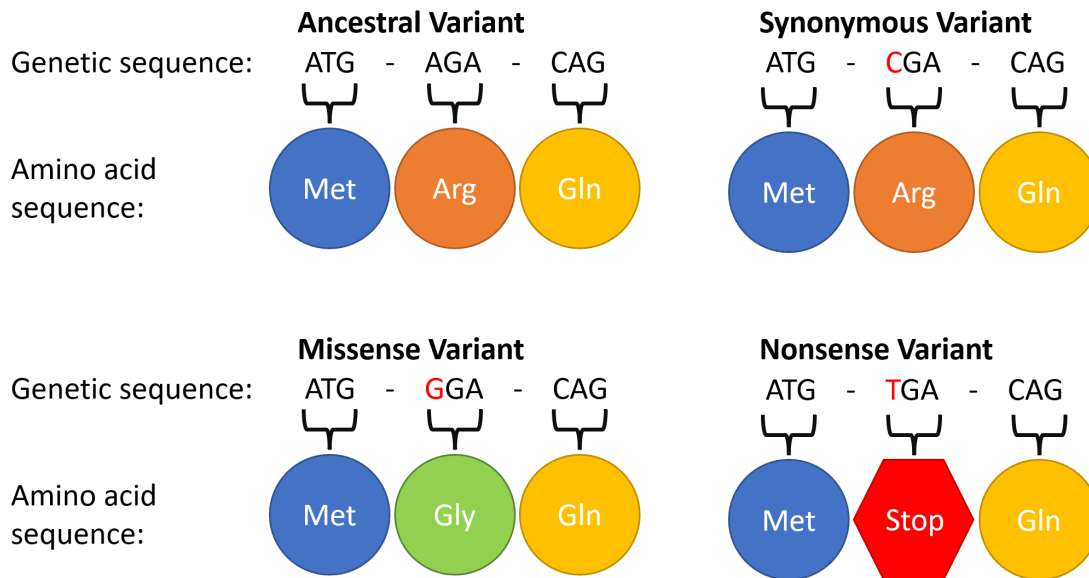 Ancestral Variant
Synonymous Variant
Genetic sequence: ATG - AGA - CAG
ATG - CGA - CAG
Amino acid
sequence:
Met Arg Gln
Met Arg Gln
Missense Variant
Nonsense Variant
Genetic sequence: ATG - GGA - CAG
ATG - TGA - CAG
Amino acid
sequence:
Met Gly Gln
Met Stop Gln